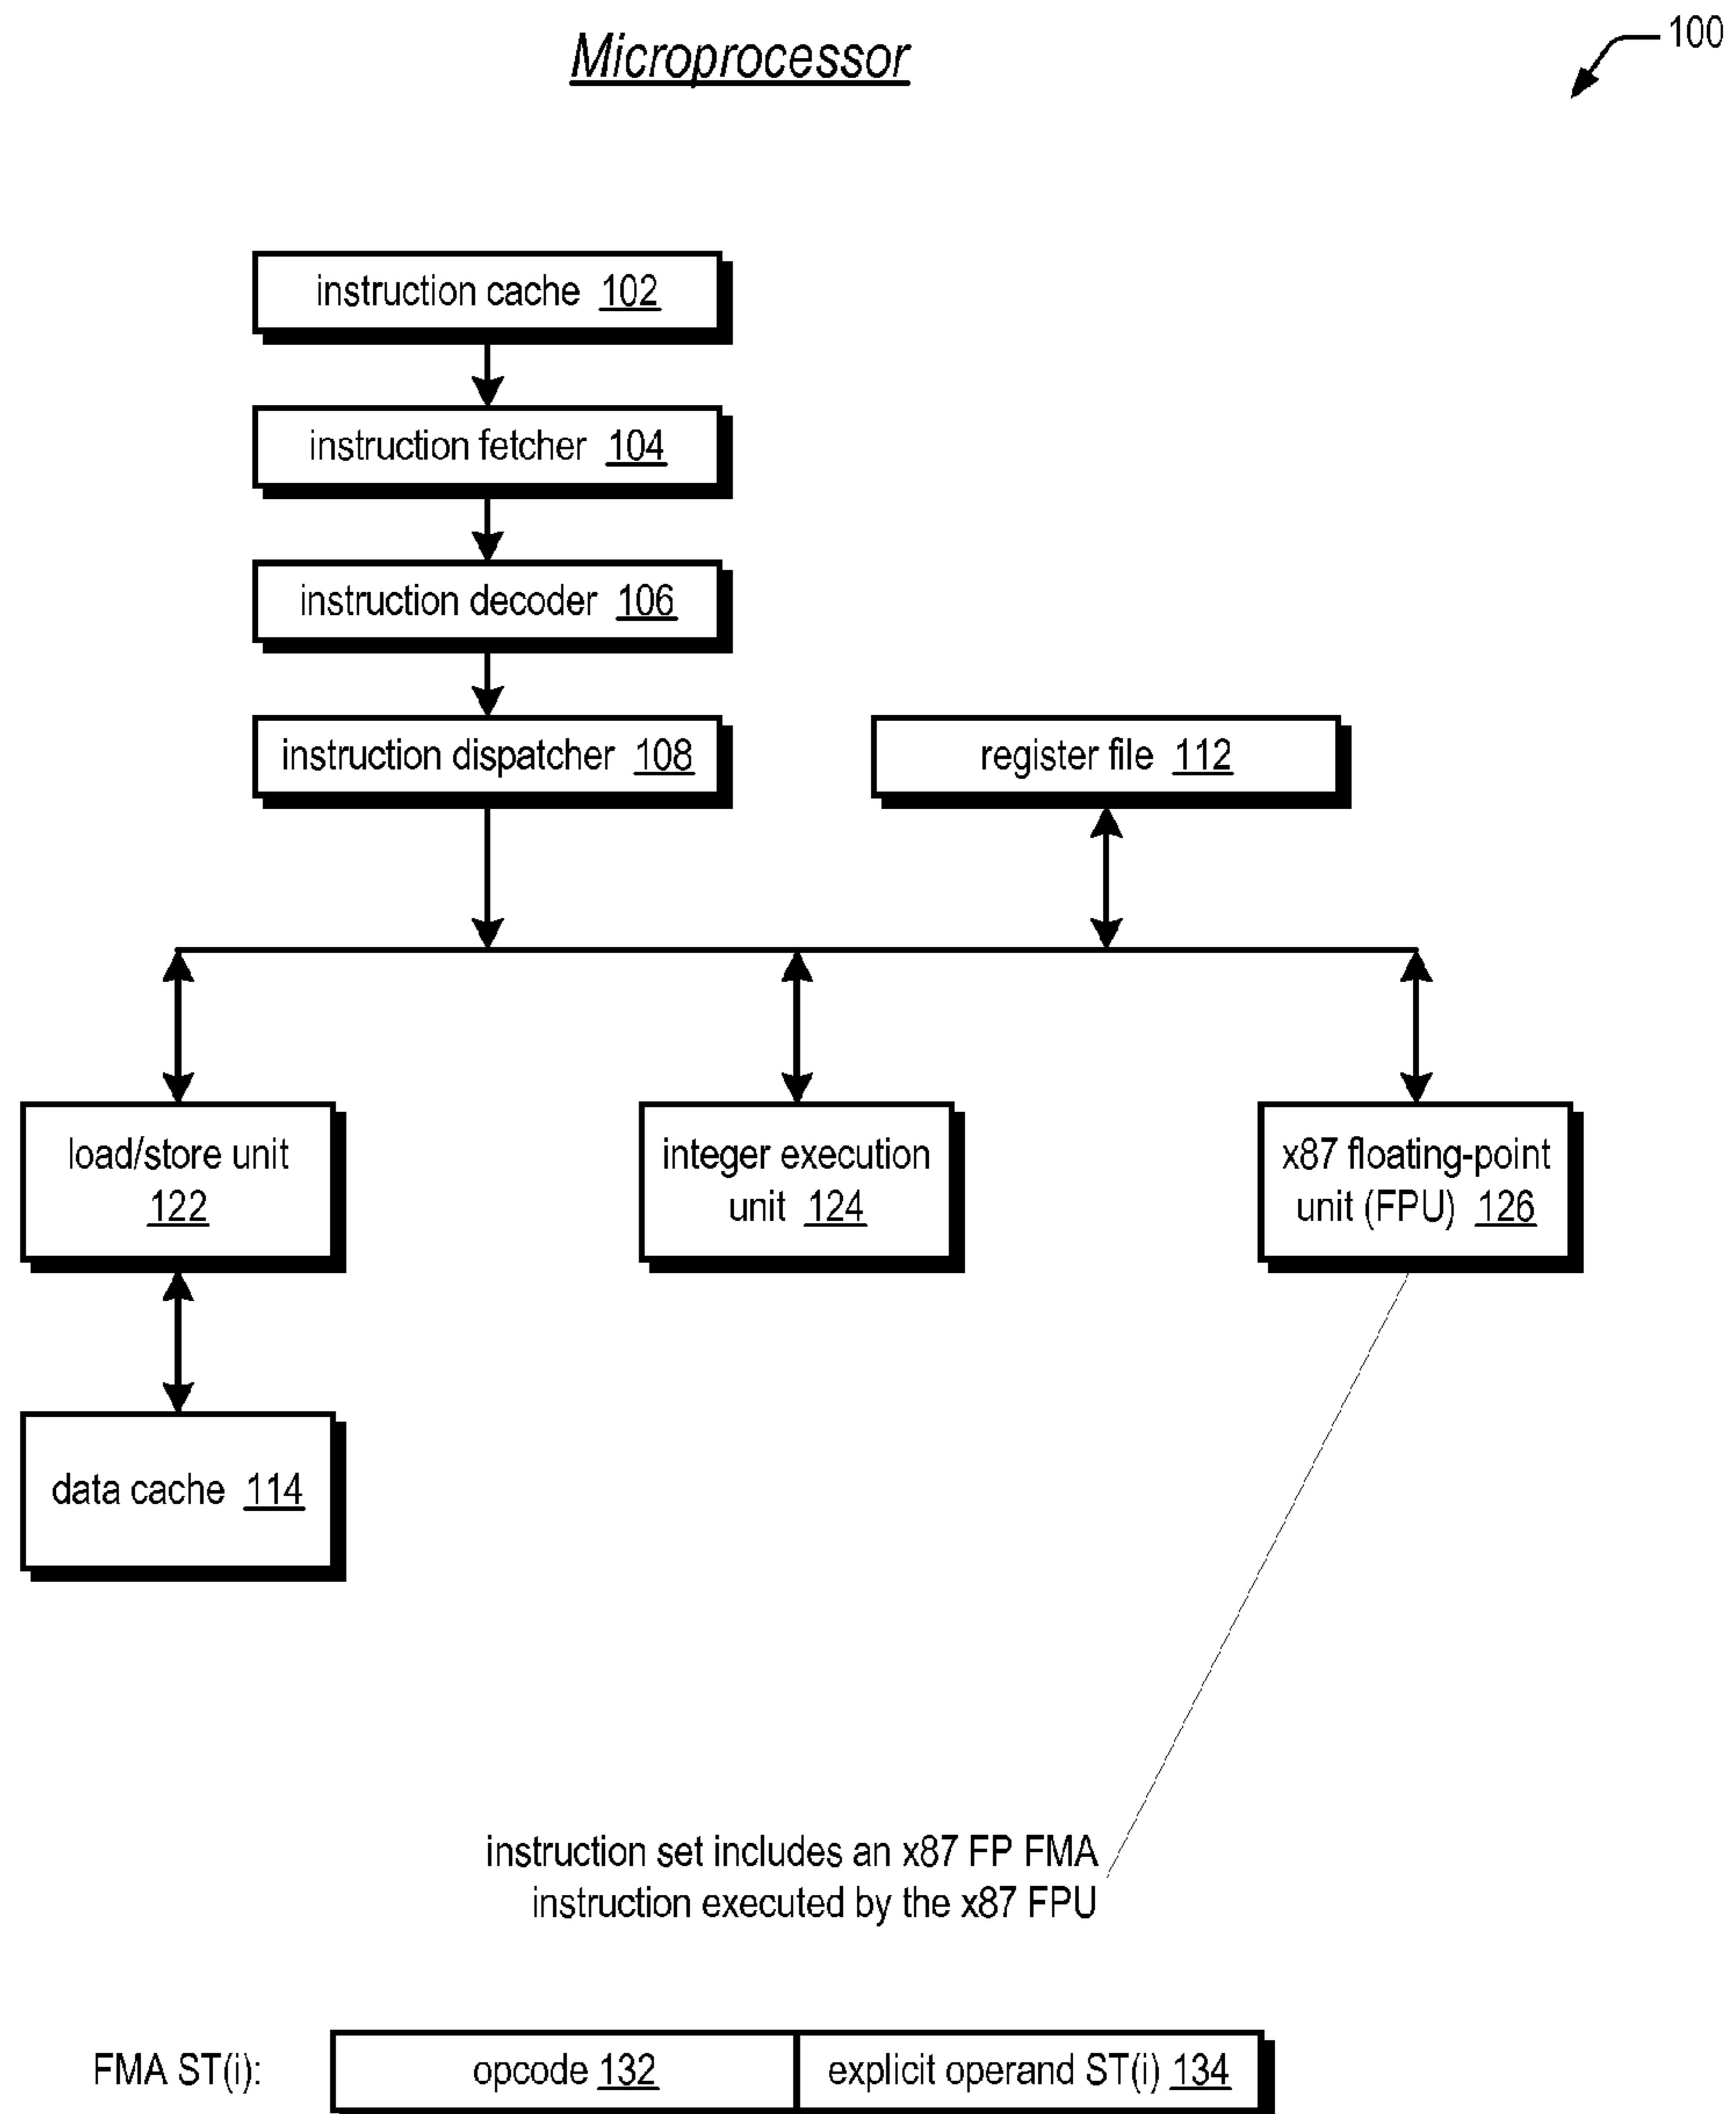 Microprocessor
100
instruction cache 102
instruction fetcher 104
instruction decoder 106
instruction dispatcher 108
register file 112
load/store unit
122
integer execution
unit 124
x87 floating-point
unit (FPU) 126
data cache 114
instruction set includes an x87 FP FMA
instruction executed by the x87 FPU
FMA ST(i):
opcode 132
explicit operand ST(i) 134